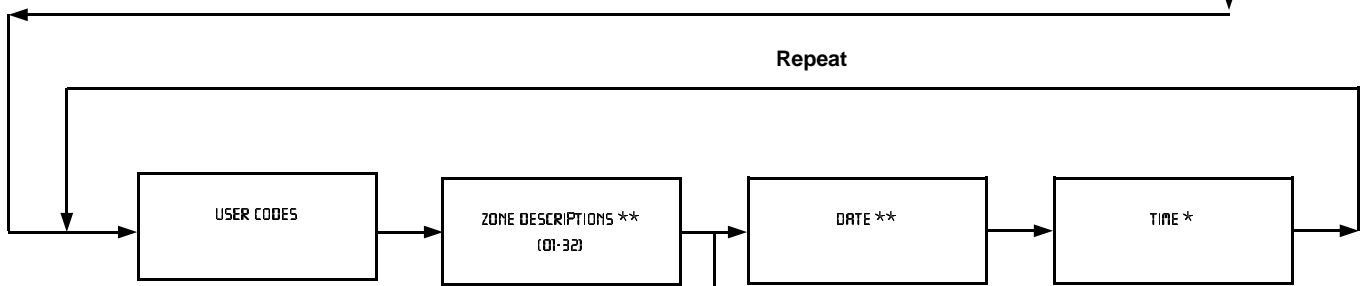 Repeat
USER CODES
ZONE DESCRIPTIONS **
(01-32)
DATE **
TIME *